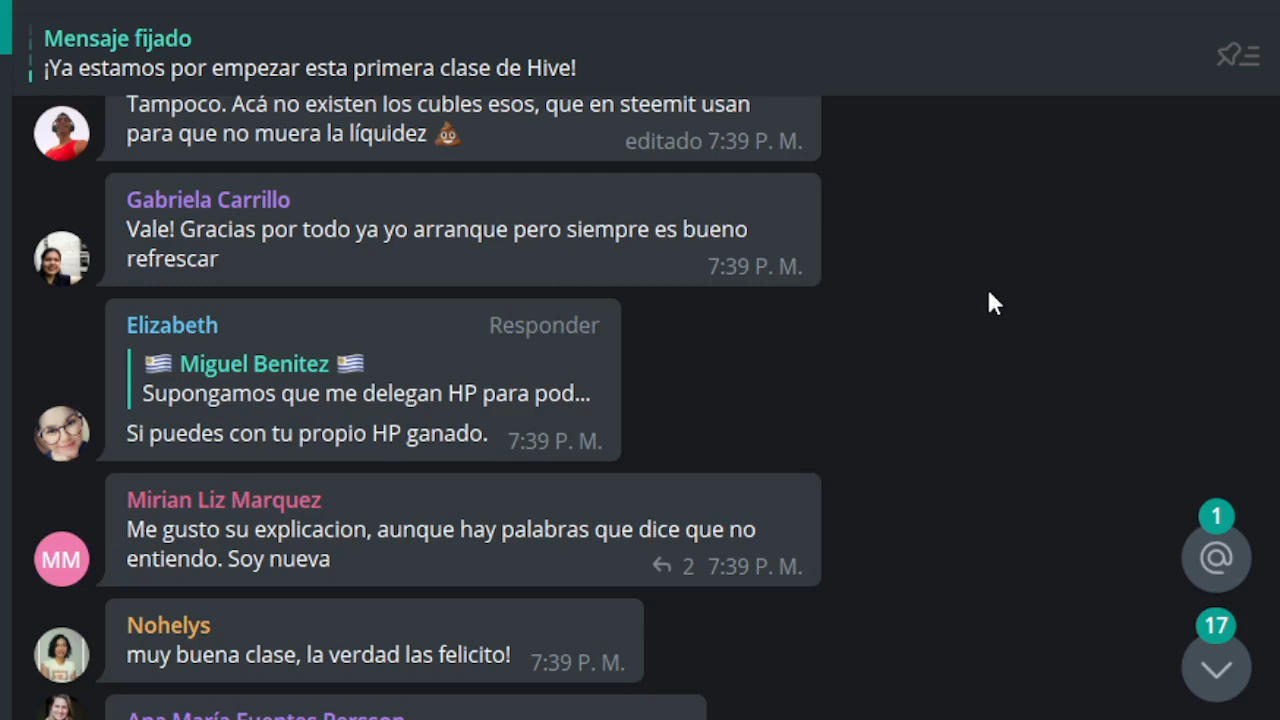 Mensaje fijado
¡Ya estamos por empezar esta primera clase de Hive!
Tampoco. Acá no existen los cubles esos, que en steemit usan
para que no muera la líquidez 💩
editado 7:39 P. M.
Gabriela Carrillo
Vale! Gracias por todo ya yo arranque pero siempre es bueno
refrescar
7:39 P. M.
Elizabeth Responder
🇺🇾 Miguel Benitez 🇺🇾
Supongamos que me delegan HP para pod...
Si puedes con tu propio HP ganado. 7:39 P. M.
Mirian Liz Marquez
Me gusto su explicacion, aunque hay palabras que dice que no
entiendo. Soy nueva
2 7:39 P. M.
MM
1
@
Nohelys
muy buena clase, la verdad las felicito! 7:39 P. M.
17
Ana María Fuentes Persson